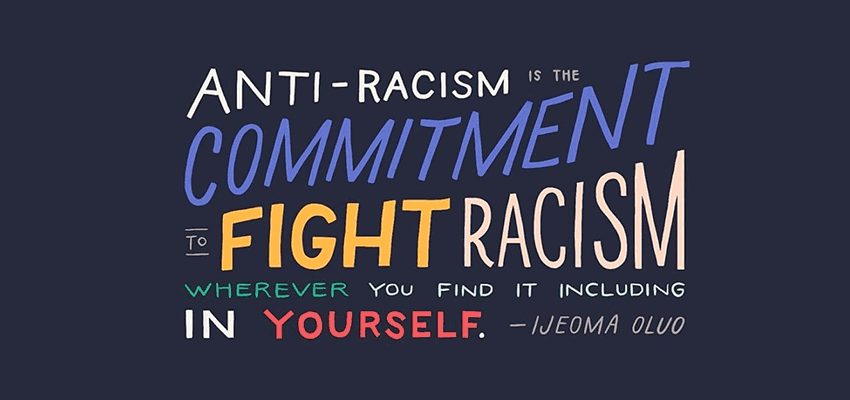 ANTI-RACISM IS THE
COMMITMENT
TO FIGHT RACISM
WHEREVER YOU FIND IT INCLUDING
IN YOURSELF. —IJEOMA OLUO